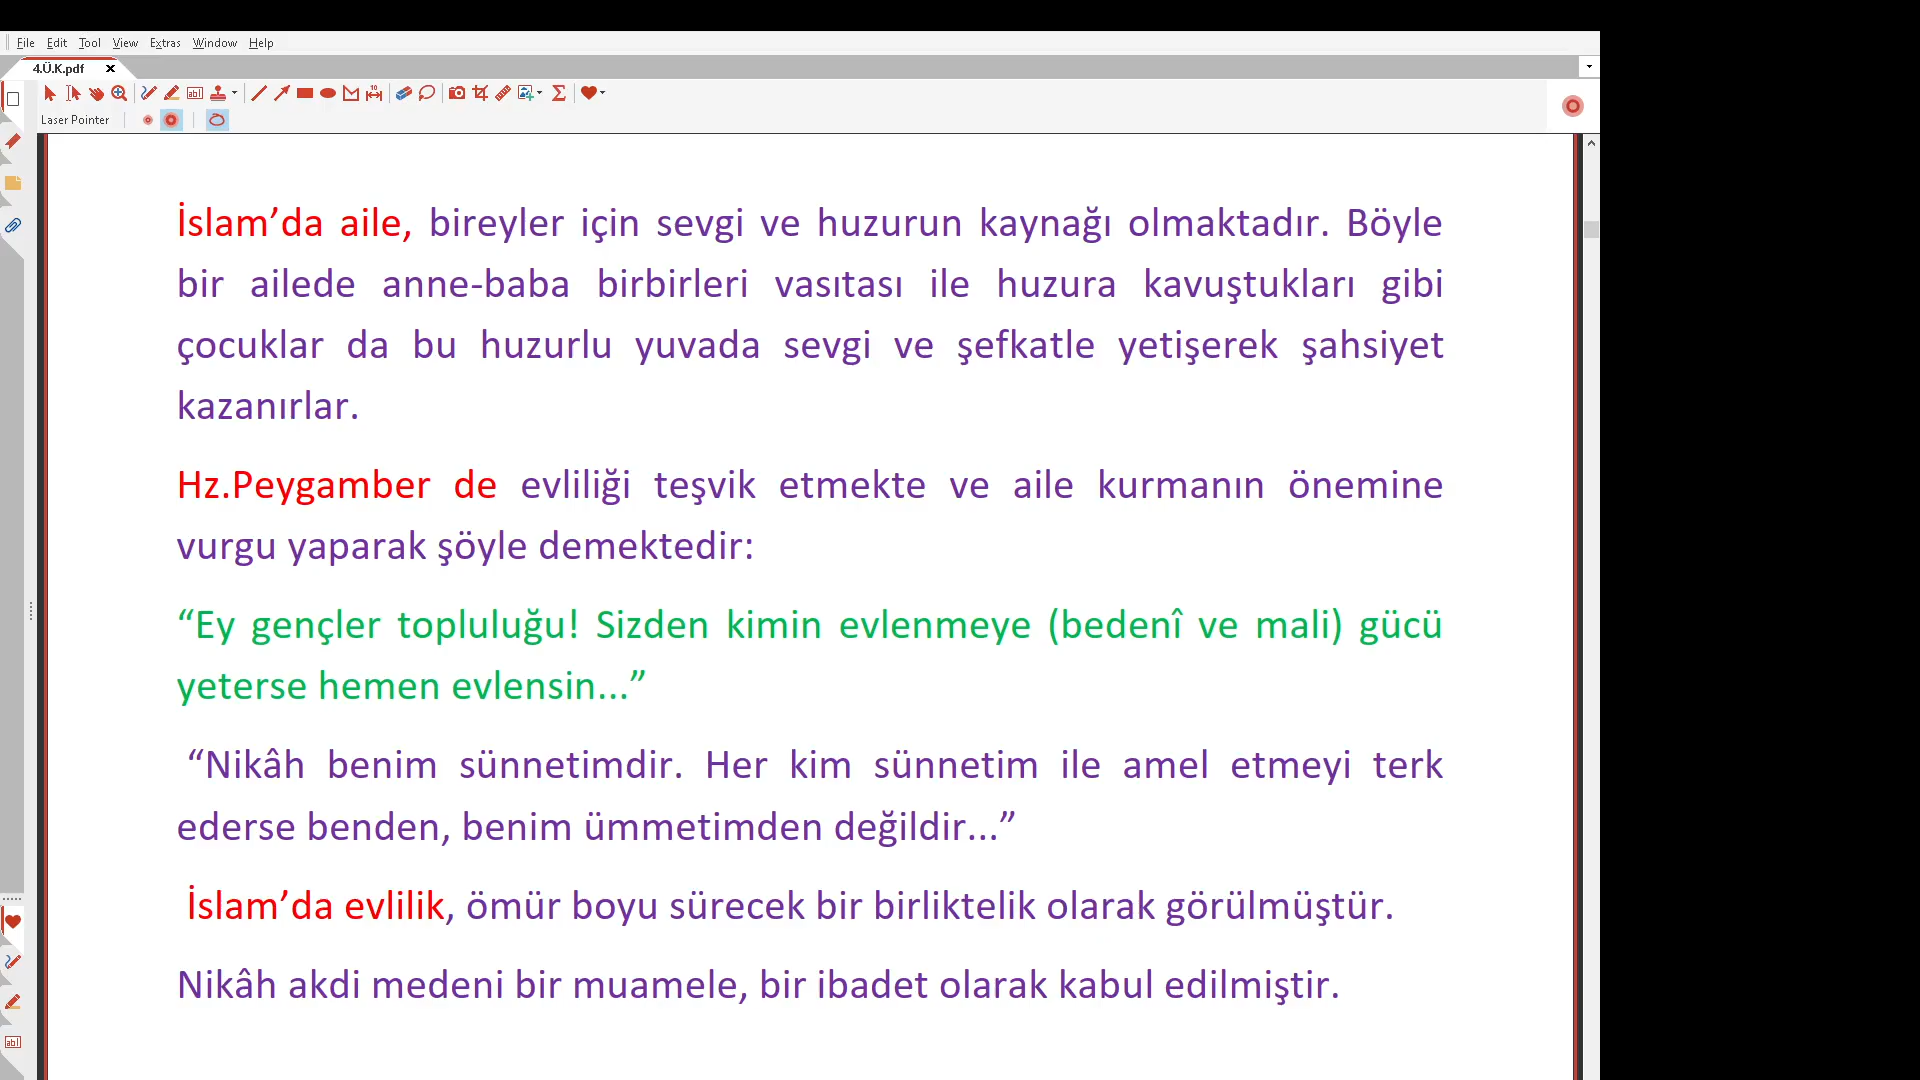 File Edit Tool View Extras Window Help
4.Ü.K.pdf
Laser Pointer
İslam’da aile, bireyler için sevgi ve huzurun kaynağı olmaktadır. Böyle
bir ailede anne-baba birbirleri vasıtası ile huzura kavuştukları gibi
çocuklar da bu huzurlu yuvada sevgi ve şefkatle yetişerek şahsiyet
kazanırlar.
Hz.Peygamber de evliliği teşvik etmekte ve aile kurmanın önemine
vurgu yaparak şöyle demektedir:
“Ey gençler topluluğu! Sizden kimin evlenmeye (bedenî ve mali) gücü
yeterse hemen evlensin...”
“Nikâh benim sünnetimdir. Her kim sünnetim ile amel etmeyi terk
ederse benden, benim ümmetimden değildir...”
İslam’da evlilik, ömür boyu sürecek bir birliktelik olarak görülmüştür.
Nikâh akdi medeni bir muamele, bir ibadet olarak kabul edilmiştir.